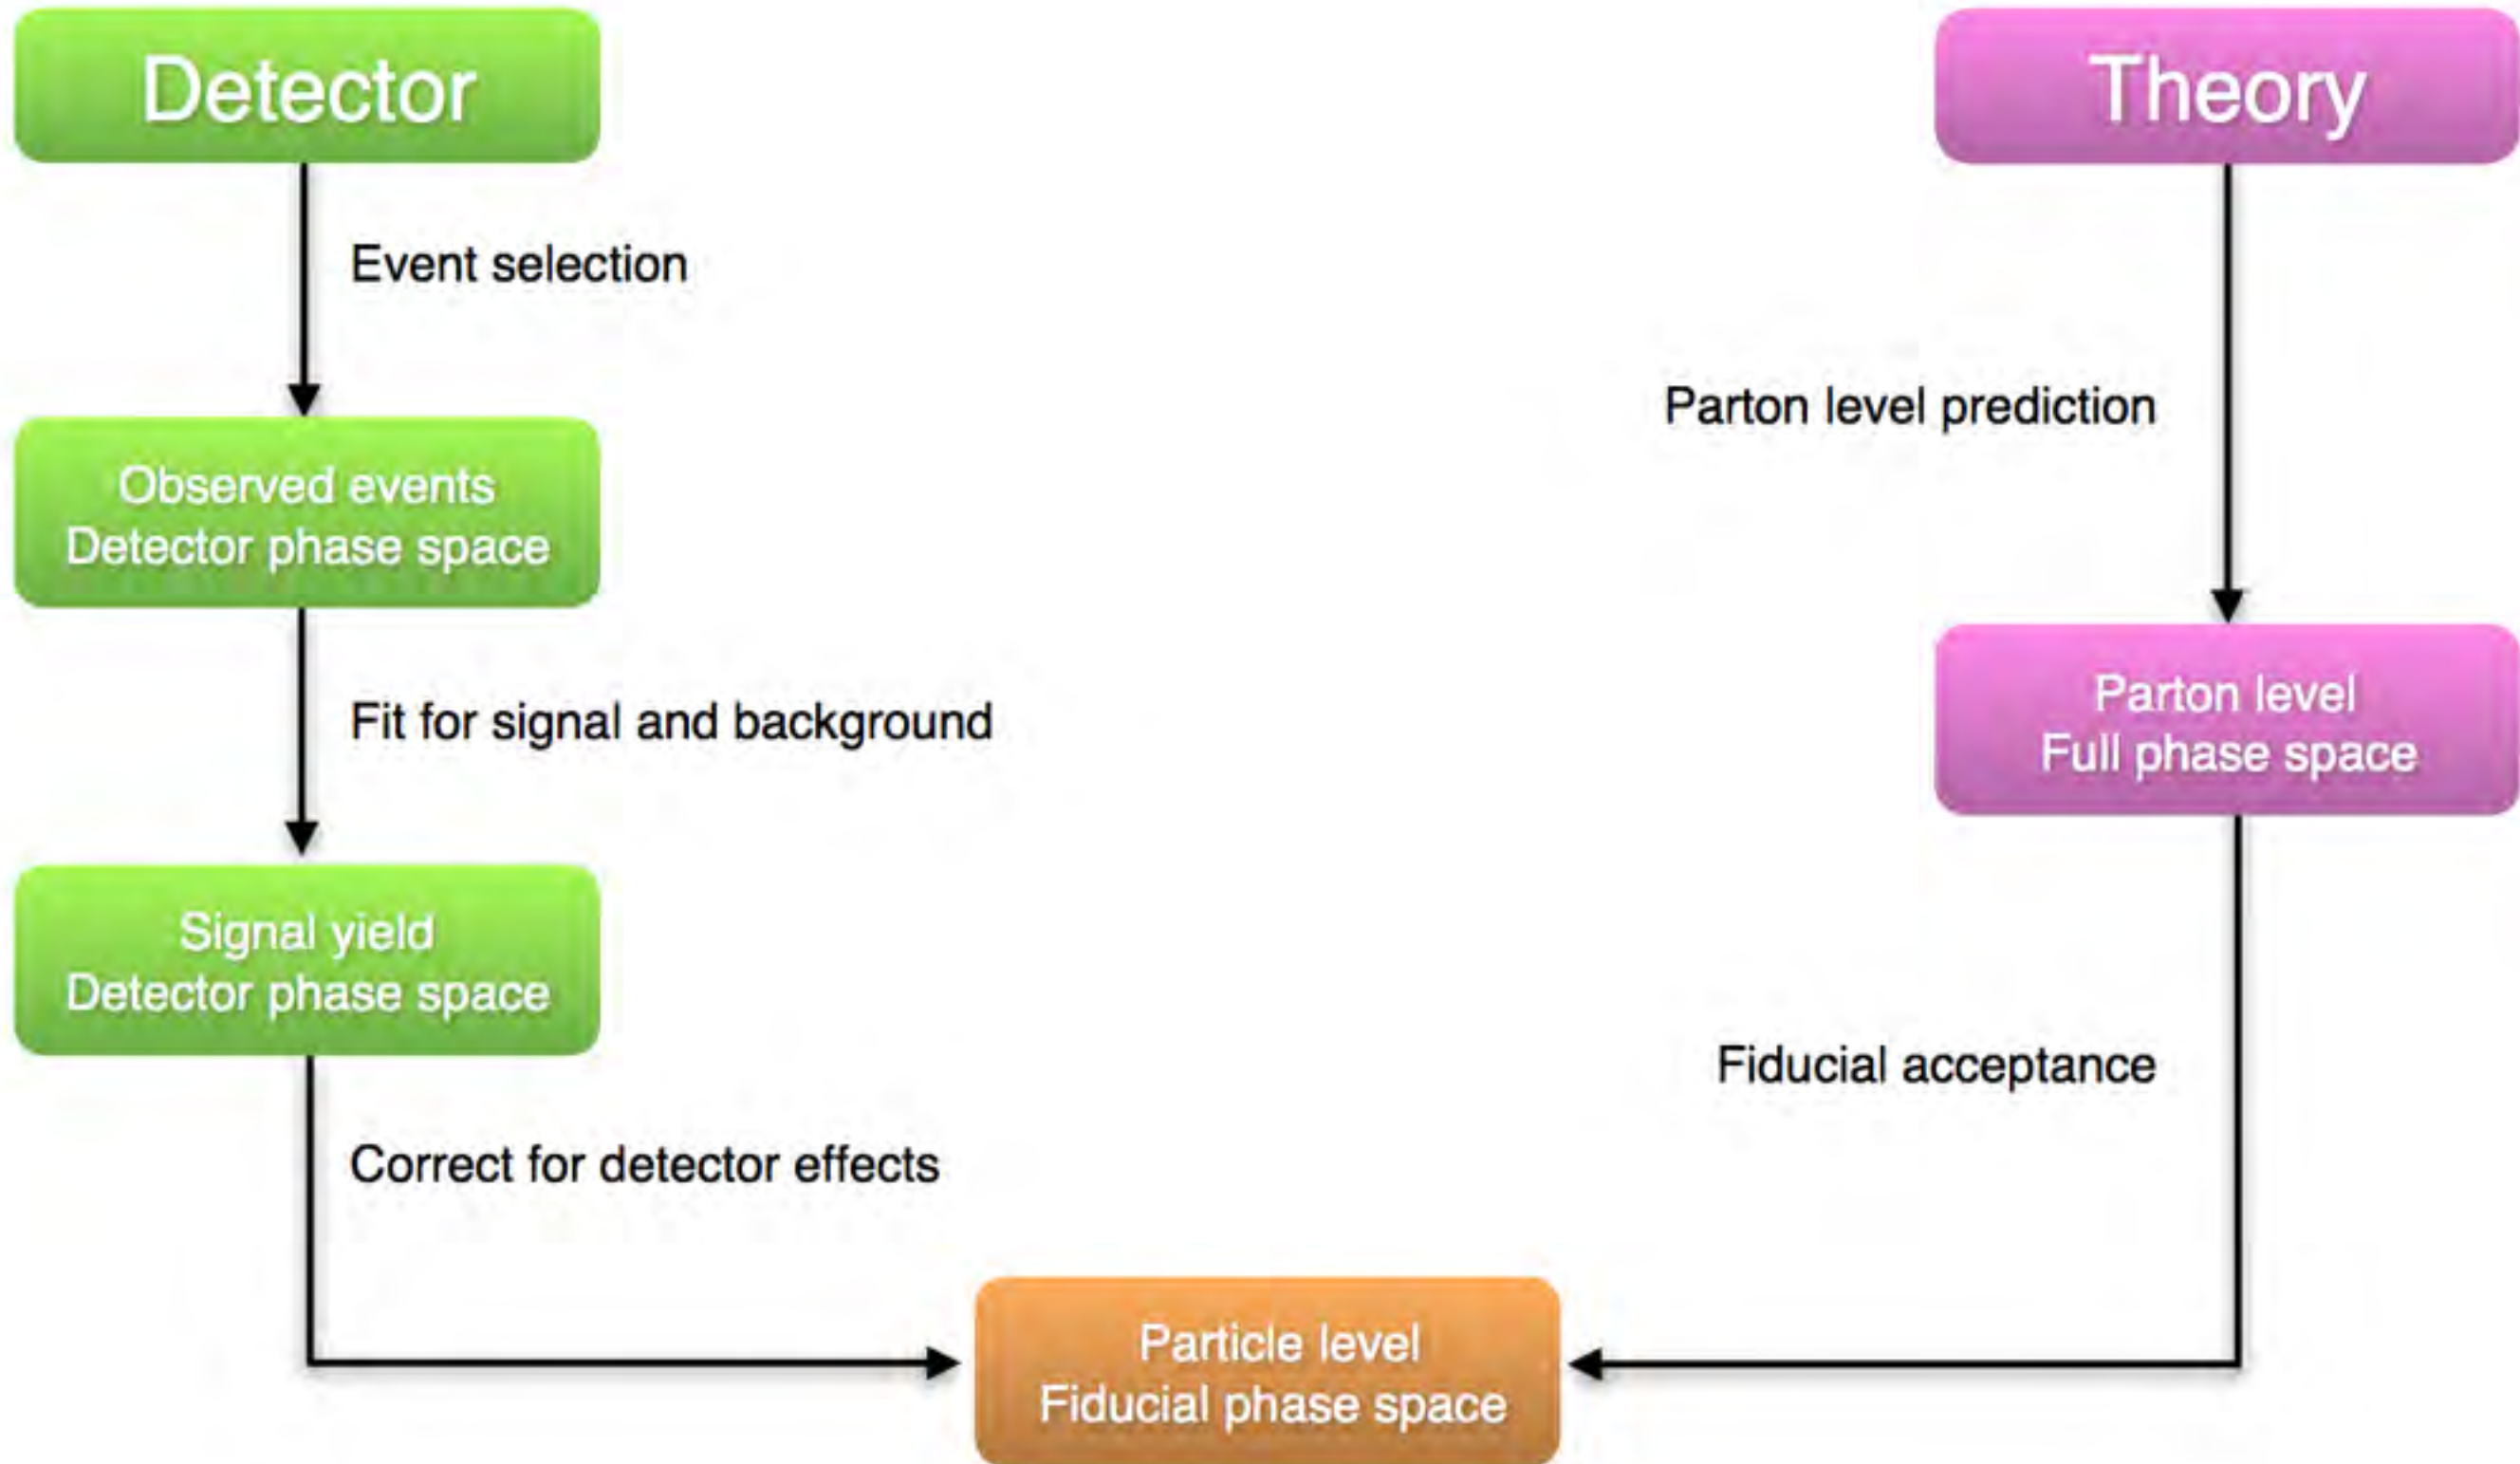 Detector
Theory
Event selection
Parton level prediction
Observed events
Detector phase space
Fit for signal and background
Parton level
Full phase space
Signal yield
Detector phase space
Fiducial acceptance
Correct for detector effects
Particle level
Fiducial phase space